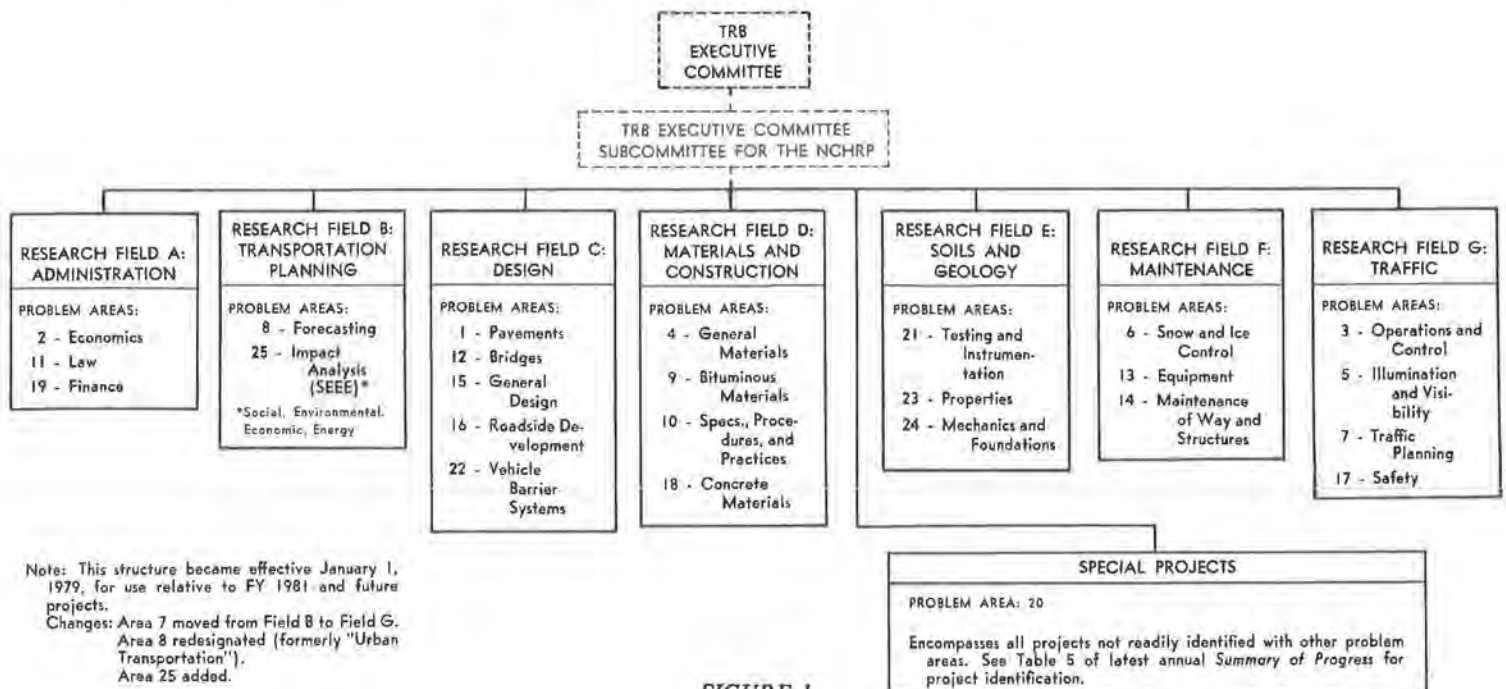 TRB
EXECUTIVE
COMMITTEE
TRB EXECUTIVE COMMITTEE
SUBCOMMITTEE FOR THE NCHRP
RESEARCH FIELD A:
ADMINISTRATION
PROBLEM AREAS:
2 - Economics
11 - Law
19 - Finance
RESEARCH FIELD B:
TRANSPORTATION
PLANNING
PROBLEM AREAS:
8 - Forecasting
25 - Impact
Analysis
(SEEE)*
*Social, Environmental,
Economic, Energy
RESEARCH FIELD C:
DESIGN
PROBLEM AREAS:
1 - Pavements
12 - Bridges
15 - General
Design
16 - Roadside De-
velopment
22 - Vehicle
Barrier
Systems
RESEARCH FIELD D:
MATERIALS AND
CONSTRUCTION
PROBLEM AREAS:
4 - General
Materials
9 - Bituminous
Materials
10 - Specs., Proce-
dures, and
Practices
18 - Concrete
Materials
RESEARCH FIELD E:
SOILS AND
GEOLOGY
PROBLEM AREAS:
21 - Testing and
Instrumen-
tation
23 - Properties
24 - Mechanics and
Foundations
RESEARCH FIELD F:
MAINTENANCE
PROBLEM AREAS:
6 - Snow and Ice
Control
13 - Equipment
14 - Maintenance
of Way and
Structures
RESEARCH FIELD G:
TRAFFIC
PROBLEM AREAS:
3 - Operations and
Control
5 - Illumination
and Visi-
bility
7 - Traffic
Planning
17 - Safety
Note: This structure became effective January 1,
1979, for use relative to FY 1981 and future
projects.
Changes: Area 7 moved from Field B to Field G.
Area 8 redesignated (formerly "Urban
Transportation").
Area 25 added.
SPECIAL PROJECTS
PROBLEM AREA: 20
Encompasses all projects not readily identified with other problem
areas. See Table 5 of latest annual Summary of Progress for
project identification.
FIGURE 1